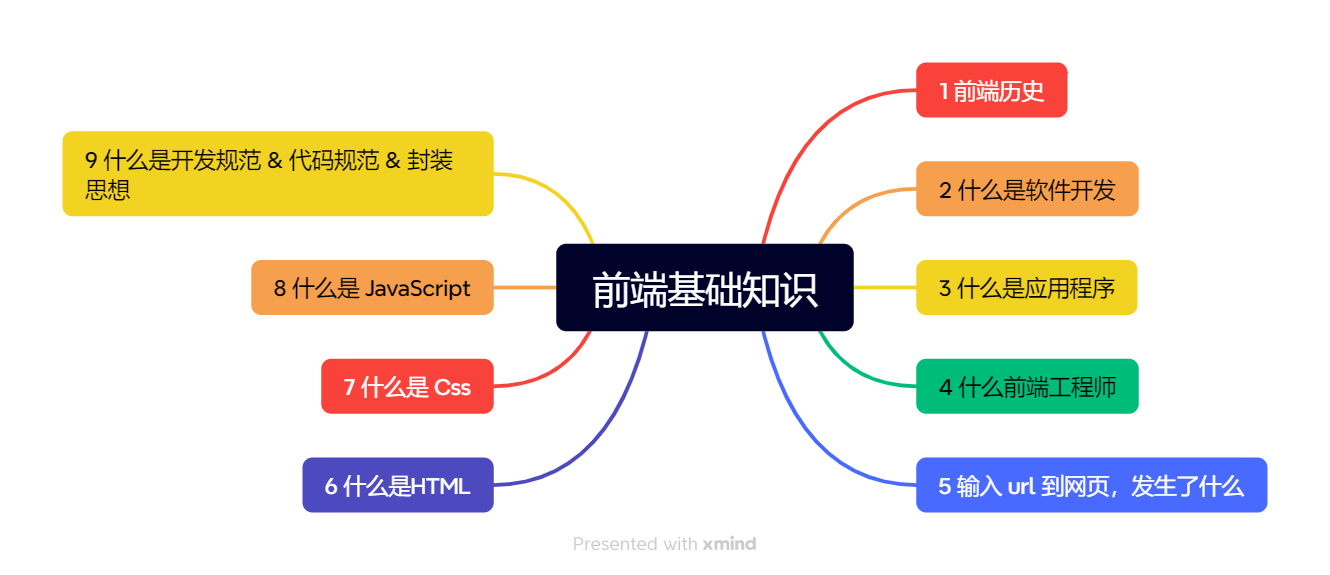 1 前端历史
2 什么是软件开发
3 什么是应用程序
4 什么前端工程师
5 输入 url 到网页，发生了什么
前端基础知识
9 什么是开发规范 & 代码规范 & 封装
思想
8 什么是 JavaScript
7 什么是 Css
6 什么是HTML
Presented with xmind